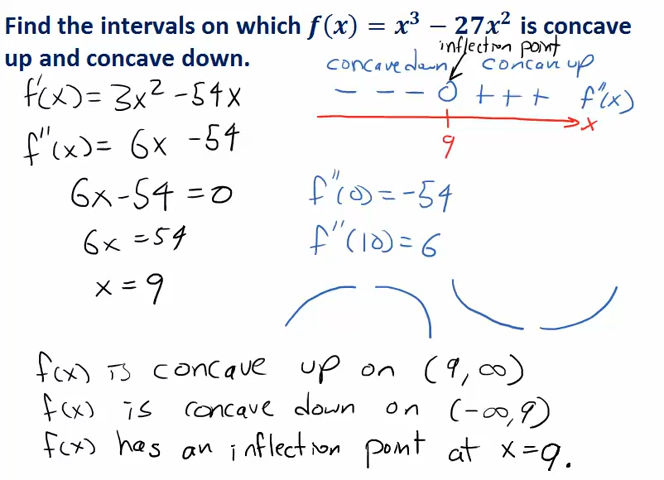 Find the intervals on which f(x) = x³ − 27x² is concave
up and concave down.
inflection point
concave down concave up
− − − 0 + + + f''(x)
x
9
f'(x) = 3x² − 54x
f''(x) = 6x − 54
6x − 54 = 0
6x = 54
x = 9
f''(0) = −54
f''(10) = 6
f(x) is concave up on (9, ∞)
f(x) is concave down on (−∞, 9)
f(x) has an inflection point at x = 9.